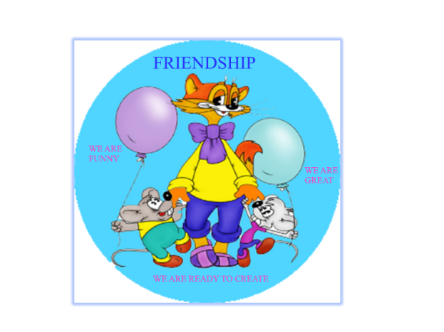 FRIENDSHIP
WE ARE
FUNNY
WE ARE
GREAT
WE ARE READY TO CREATE